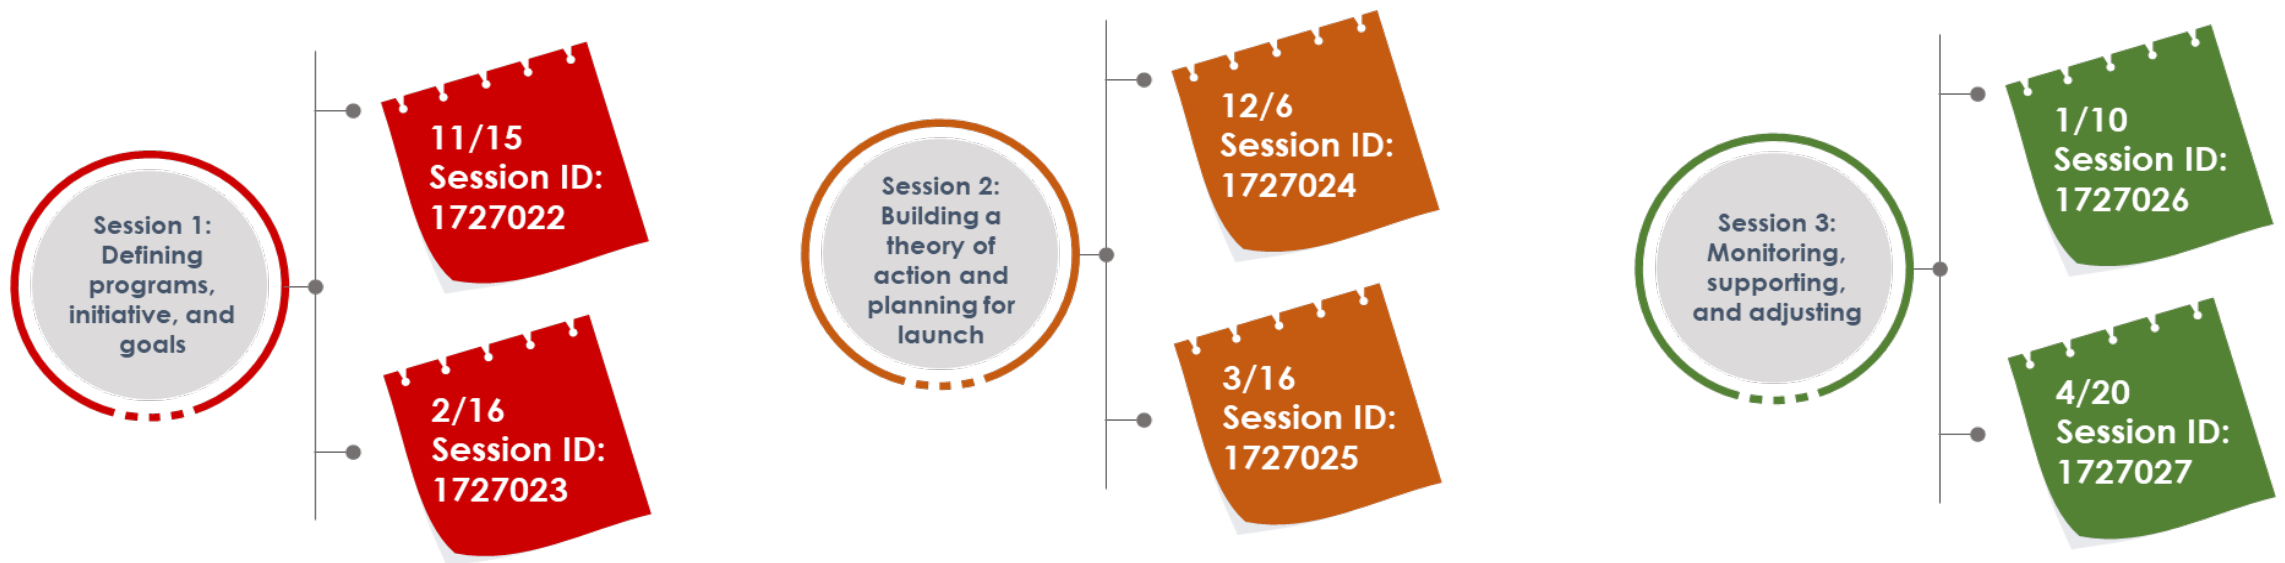 Session 1:
Defining
programs,
initiative, and
goals
11/15
Session ID:
1727022
2/16
Session ID:
1727023
Session 2:
Building a
theory of
action and
planning for
launch
12/6
Session ID:
1727024
3/16
Session ID:
1727025
Session 3:
Monitoring,
supporting,
and adjusting
1/10
Session ID:
1727026
4/20
Session ID:
1727027